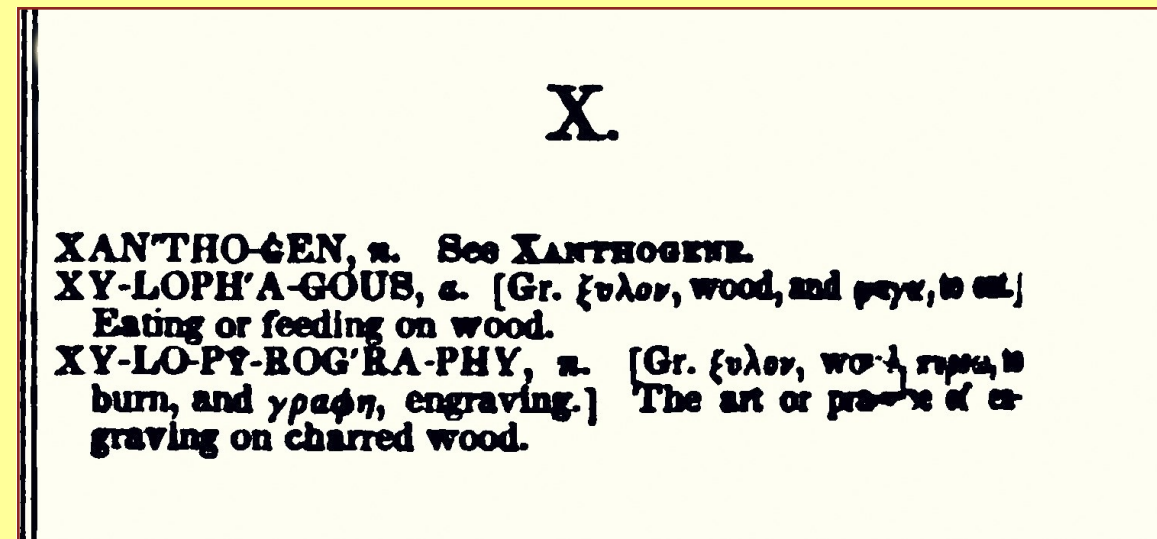 X.
XAN'THO-ĠEN, n. See XANTHOGENE.
XY-LOPH'A-GOUS, a. [Gr. ξυλον, wood, and to eat.]
Eating or feeding on wood.
XY-LO-PȲ-ROG'RA-PHY, n. [Gr. ξυλον, to
burn, and γραφη, engraving.] The art or of en-
graving on charred wood.